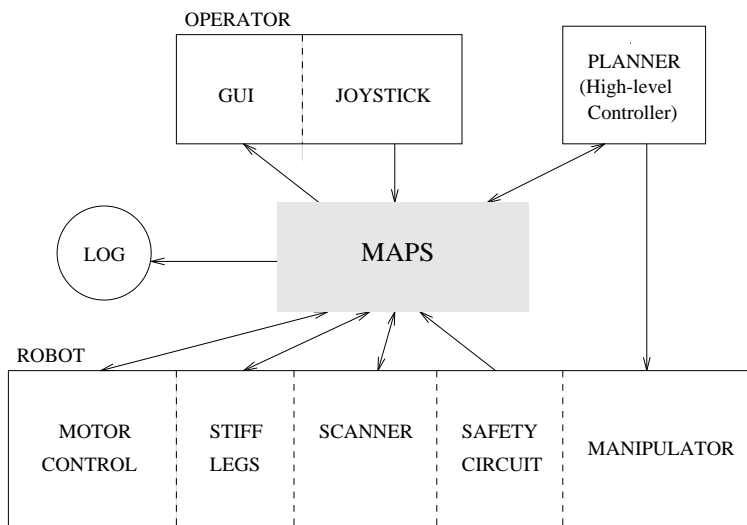 OPERATOR
GUI
JOYSTICK
PLANNER
(High-level
Controller)
LOG
MAPS
ROBOT
MOTOR
CONTROL
STIFF
LEGS
SCANNER
SAFETY
CIRCUIT
MANIPULATOR